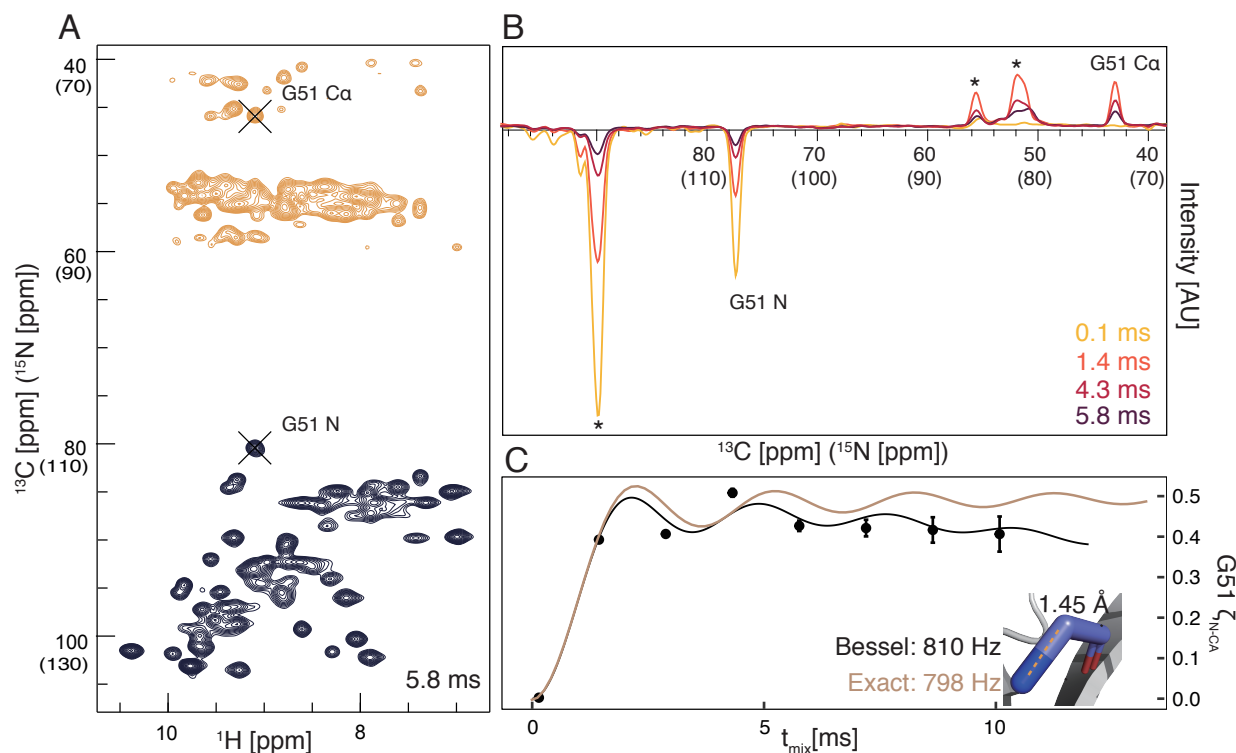 A
40
(70)
G51 Cα
60
(90)
G51 N
80
(110)
100
(130)
5.8 ms
10
8
¹H [ppm]
¹³C [ppm] (¹⁵N [ppm])
B
G51 Cα
*
*
80
70
60
50
40
(110)
(100)
(90)
(80)
(70)
G51 N
*
0.1 ms
1.4 ms
4.3 ms
5.8 ms
Intensity [AU]
¹³C [ppm] (¹⁵N [ppm])
C
0.5
0.4
0.3
0.2
0.1
0.0
G51 ζN-CA
1.45 Å
Bessel: 810 Hz
Exact: 798 Hz
0
5
10
tmix[ms]